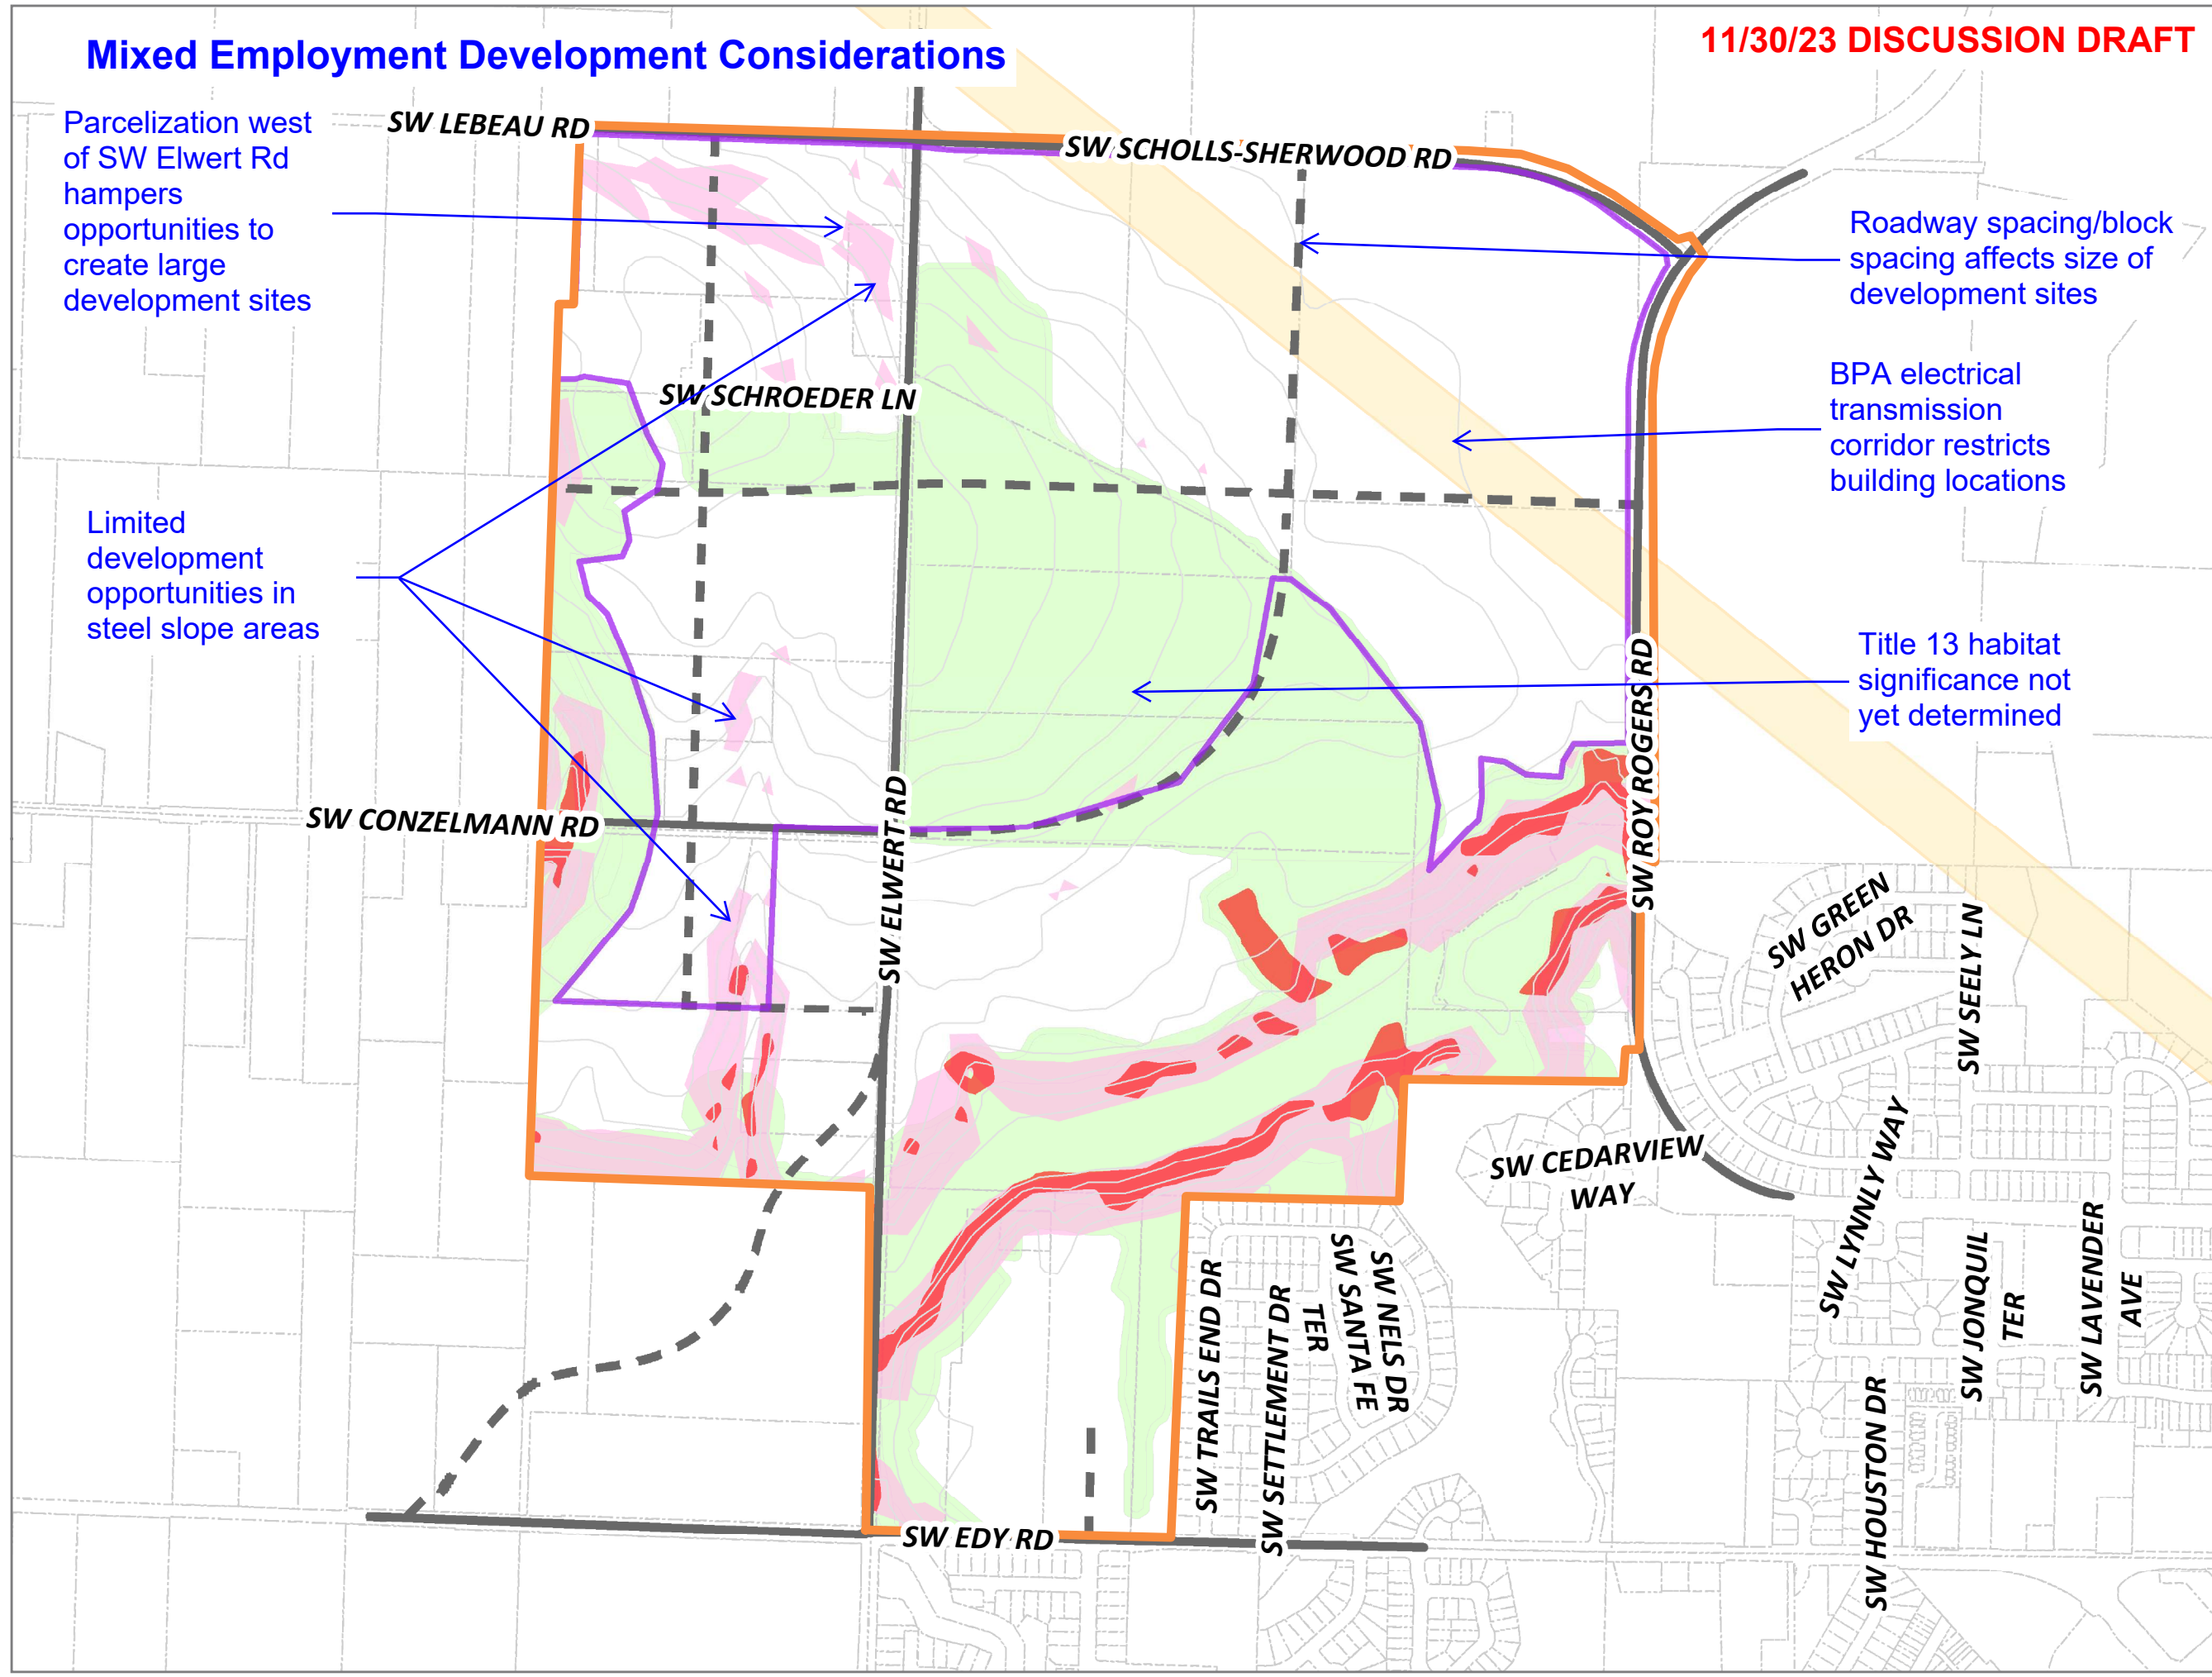 Mixed Employment Development Considerations
11/30/23 DISCUSSION DRAFT
Parcelization west
of SW Elwert Rd
hampers
opportunities to
create large
development sites
SW LEBEAU RD
SW SCHOLLS-SHERWOOD RD
Roadway spacing/block
spacing affects size of
development sites
BPA electrical
transmission
corridor restricts
building locations
SW SCHROEDER LN
Limited
development
opportunities in
steel slope areas
Title 13 habitat
significance not
yet determined
SW ROY ROGERS RD
SW CONZELMANN RD
SW ELWERT RD
SW GREEN
HERON DR
SW SEELY LN
SW CEDARVIEW
WAY
SW LYNNLY WAY
SW TRAILS END DR
SW SETTLEMENT DR
SW SANTA FE
TER
SW NELS DR
SW JONQUIL
TER
SW LAVENDER
AVE
SW HOUSTON DR
SW EDY RD